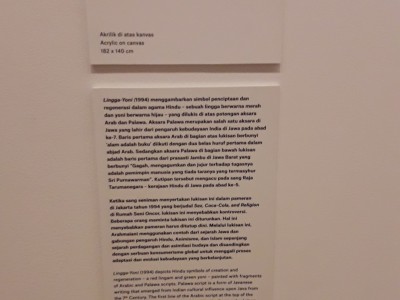 Akrilik di atas kanvas
Acrylic on canvas
182 x 140 cm
Lingga-Yoni (1994) menggambarkan simbol penciptaan dan
regenerasi dalam agama Hindu – sebuah lingga berwarna merah
dan yoni berwarna hijau – yang dilukis di atas potongan aksara
Arab dan Palawa. Aksara Palawa merupakan salah satu aksara di
Jawa yang lahir dari pengaruh kebudayaan India di Jawa pada abad
ke-7. Baris pertama aksara Arab di bagian atas lukisan berbunyi
'alam adalah buku' diikuti dengan dua belas huruf pertama dalam
abjad Arab. Sedangkan aksara Palawa di bagian bawah lukisan
adalah baris pertama dari prasasti Jambu di Jawa Barat yang
berbunyi "Gagah, mengagumkan dan jujur terhadap tugasnya
adalah pemimpin manusia yang tiada taranya yang termasyhur
Sri Purnawarman". Kutipan tersebut mengacu pada sang Raja
Tarumanegara - kerajaan Hindu di Jawa pada abad ke-5.
Ketika sang seniman menyertakan lukisan ini dalam pameran
di Jakarta tahun 1994 yang berjudul Sex, Coca-Cola, and Religion
di Rumah Seni Oncor, lukisan ini menyebabkan kontroversi.
Beberapa orang meminta lukisan ini diturunkan. Hal ini
menyebabkan pameran harus ditutup dini. Melalui lukisan ini,
Arahmaiani menggunakan contoh dari sejarah Jawa dan
gabungan pengaruh Hindu, Animisme, dan Islam sepanjang
sejarah perdagangan dan asimilasi budaya dan disandingkan
dengan serbuan konsumerisme global untuk menggali proses
adaptasi dan evolusi kebudayaan yang berkelanjutan.
Lingga-Yoni (1994) depicts Hindu symbols of creation and
regeneration – a red lingam and green yoni – painted with fragments
of Arabic and Palawa scripts. Palawa script is a form of Javanese
writing that emerged from Indian cultural influence upon Java from
the 7th Century. The first line of the Arabic script at the top of the